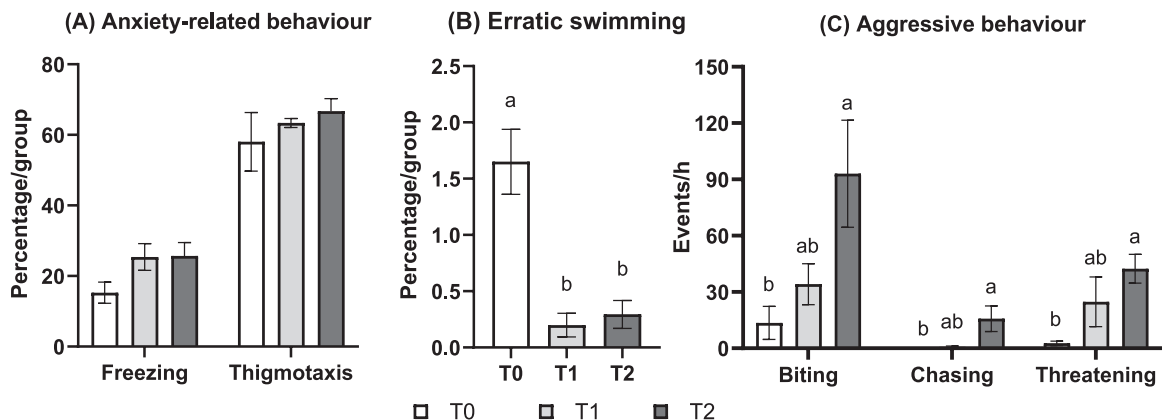 (A) Anxiety-related behaviour
Percentage/group
80
60
40
20
0
Freezing Thigmotaxis
(B) Erratic swimming
Percentage/group
2.5
2.0
1.5
1.0
0.5
0.0
a
b b
T0 T1 T2
(C) Aggressive behaviour
Events/h
150
120
90
60
30
0
b ab a
b ab a
b ab a
Biting Chasing Threatening
T0 T1 T2